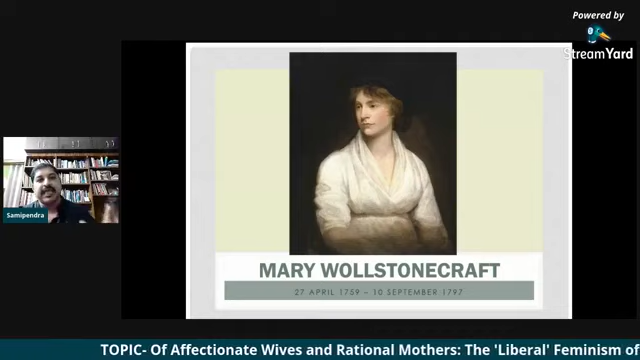 Powered by
StreamYard
Samipendra
MARY WOLLSTONECRAFT
27 APRIL 1759 – 10 SEPTEMBER 1797
TOPIC- Of Affectionate Wives and Rational Mothers: The 'Liberal' Feminism of